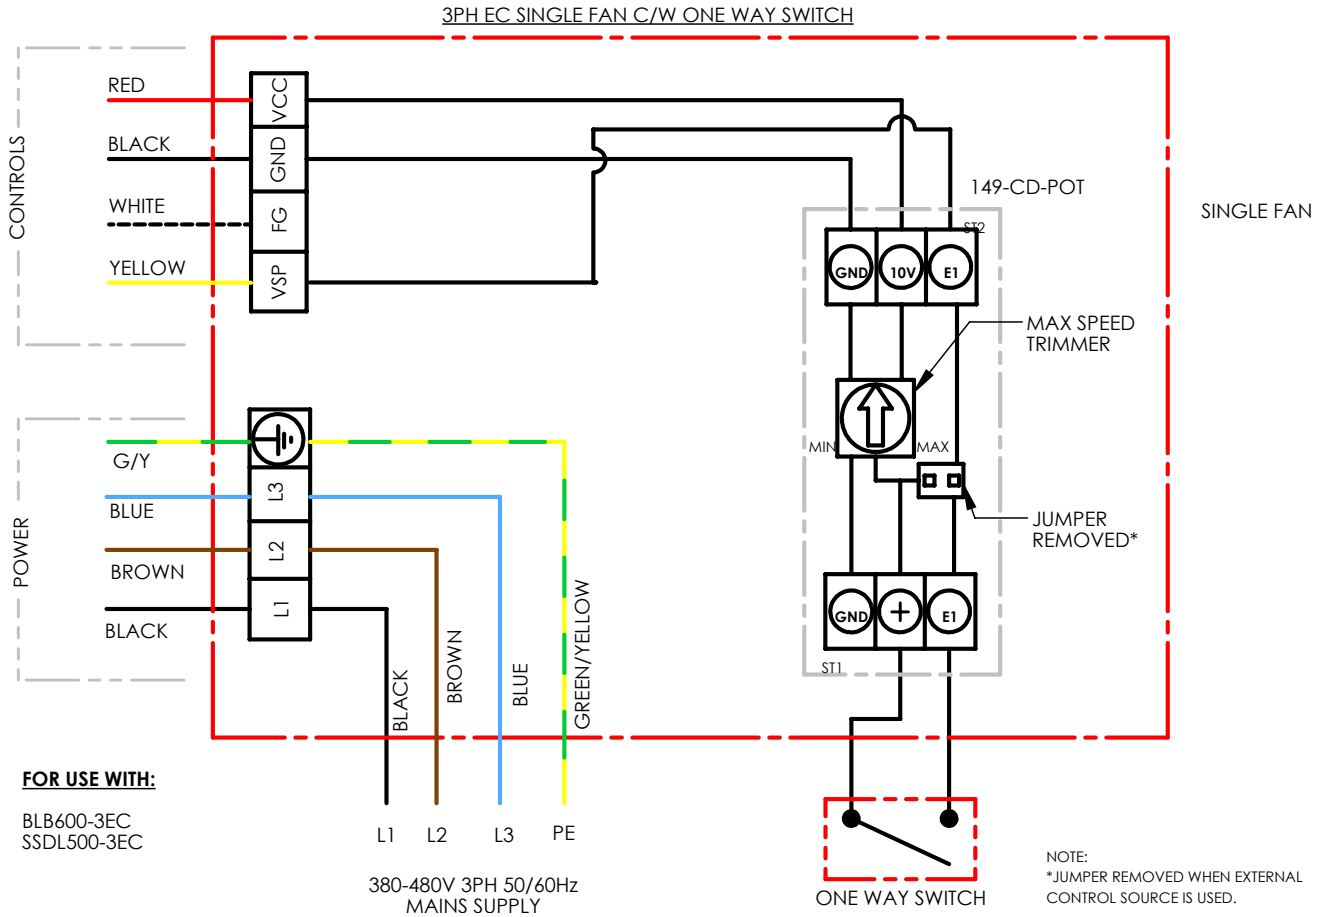 3PH EC SINGLE FAN C/W ONE WAY SWITCH
CONTROLS
RED
BLACK
WHITE
YELLOW
VCC
GND
FG
VSP
149-CD-POT
SINGLE FAN
ST2
GND
10V
E1
MAX SPEED
TRIMMER
MIN
MAX
JUMPER
REMOVED*
GND
+
E1
ST1
POWER
G/Y
BLUE
BROWN
BLACK
L3
L2
L1
BLACK
BROWN
BLUE
GREEN/YELLOW
L1
L2
L3
PE
380-480V 3PH 50/60Hz
MAINS SUPPLY
FOR USE WITH:
BLB600-3EC
SSDL500-3EC
ONE WAY SWITCH
NOTE:
*JUMPER REMOVED WHEN EXTERNAL
CONTROL SOURCE IS USED.